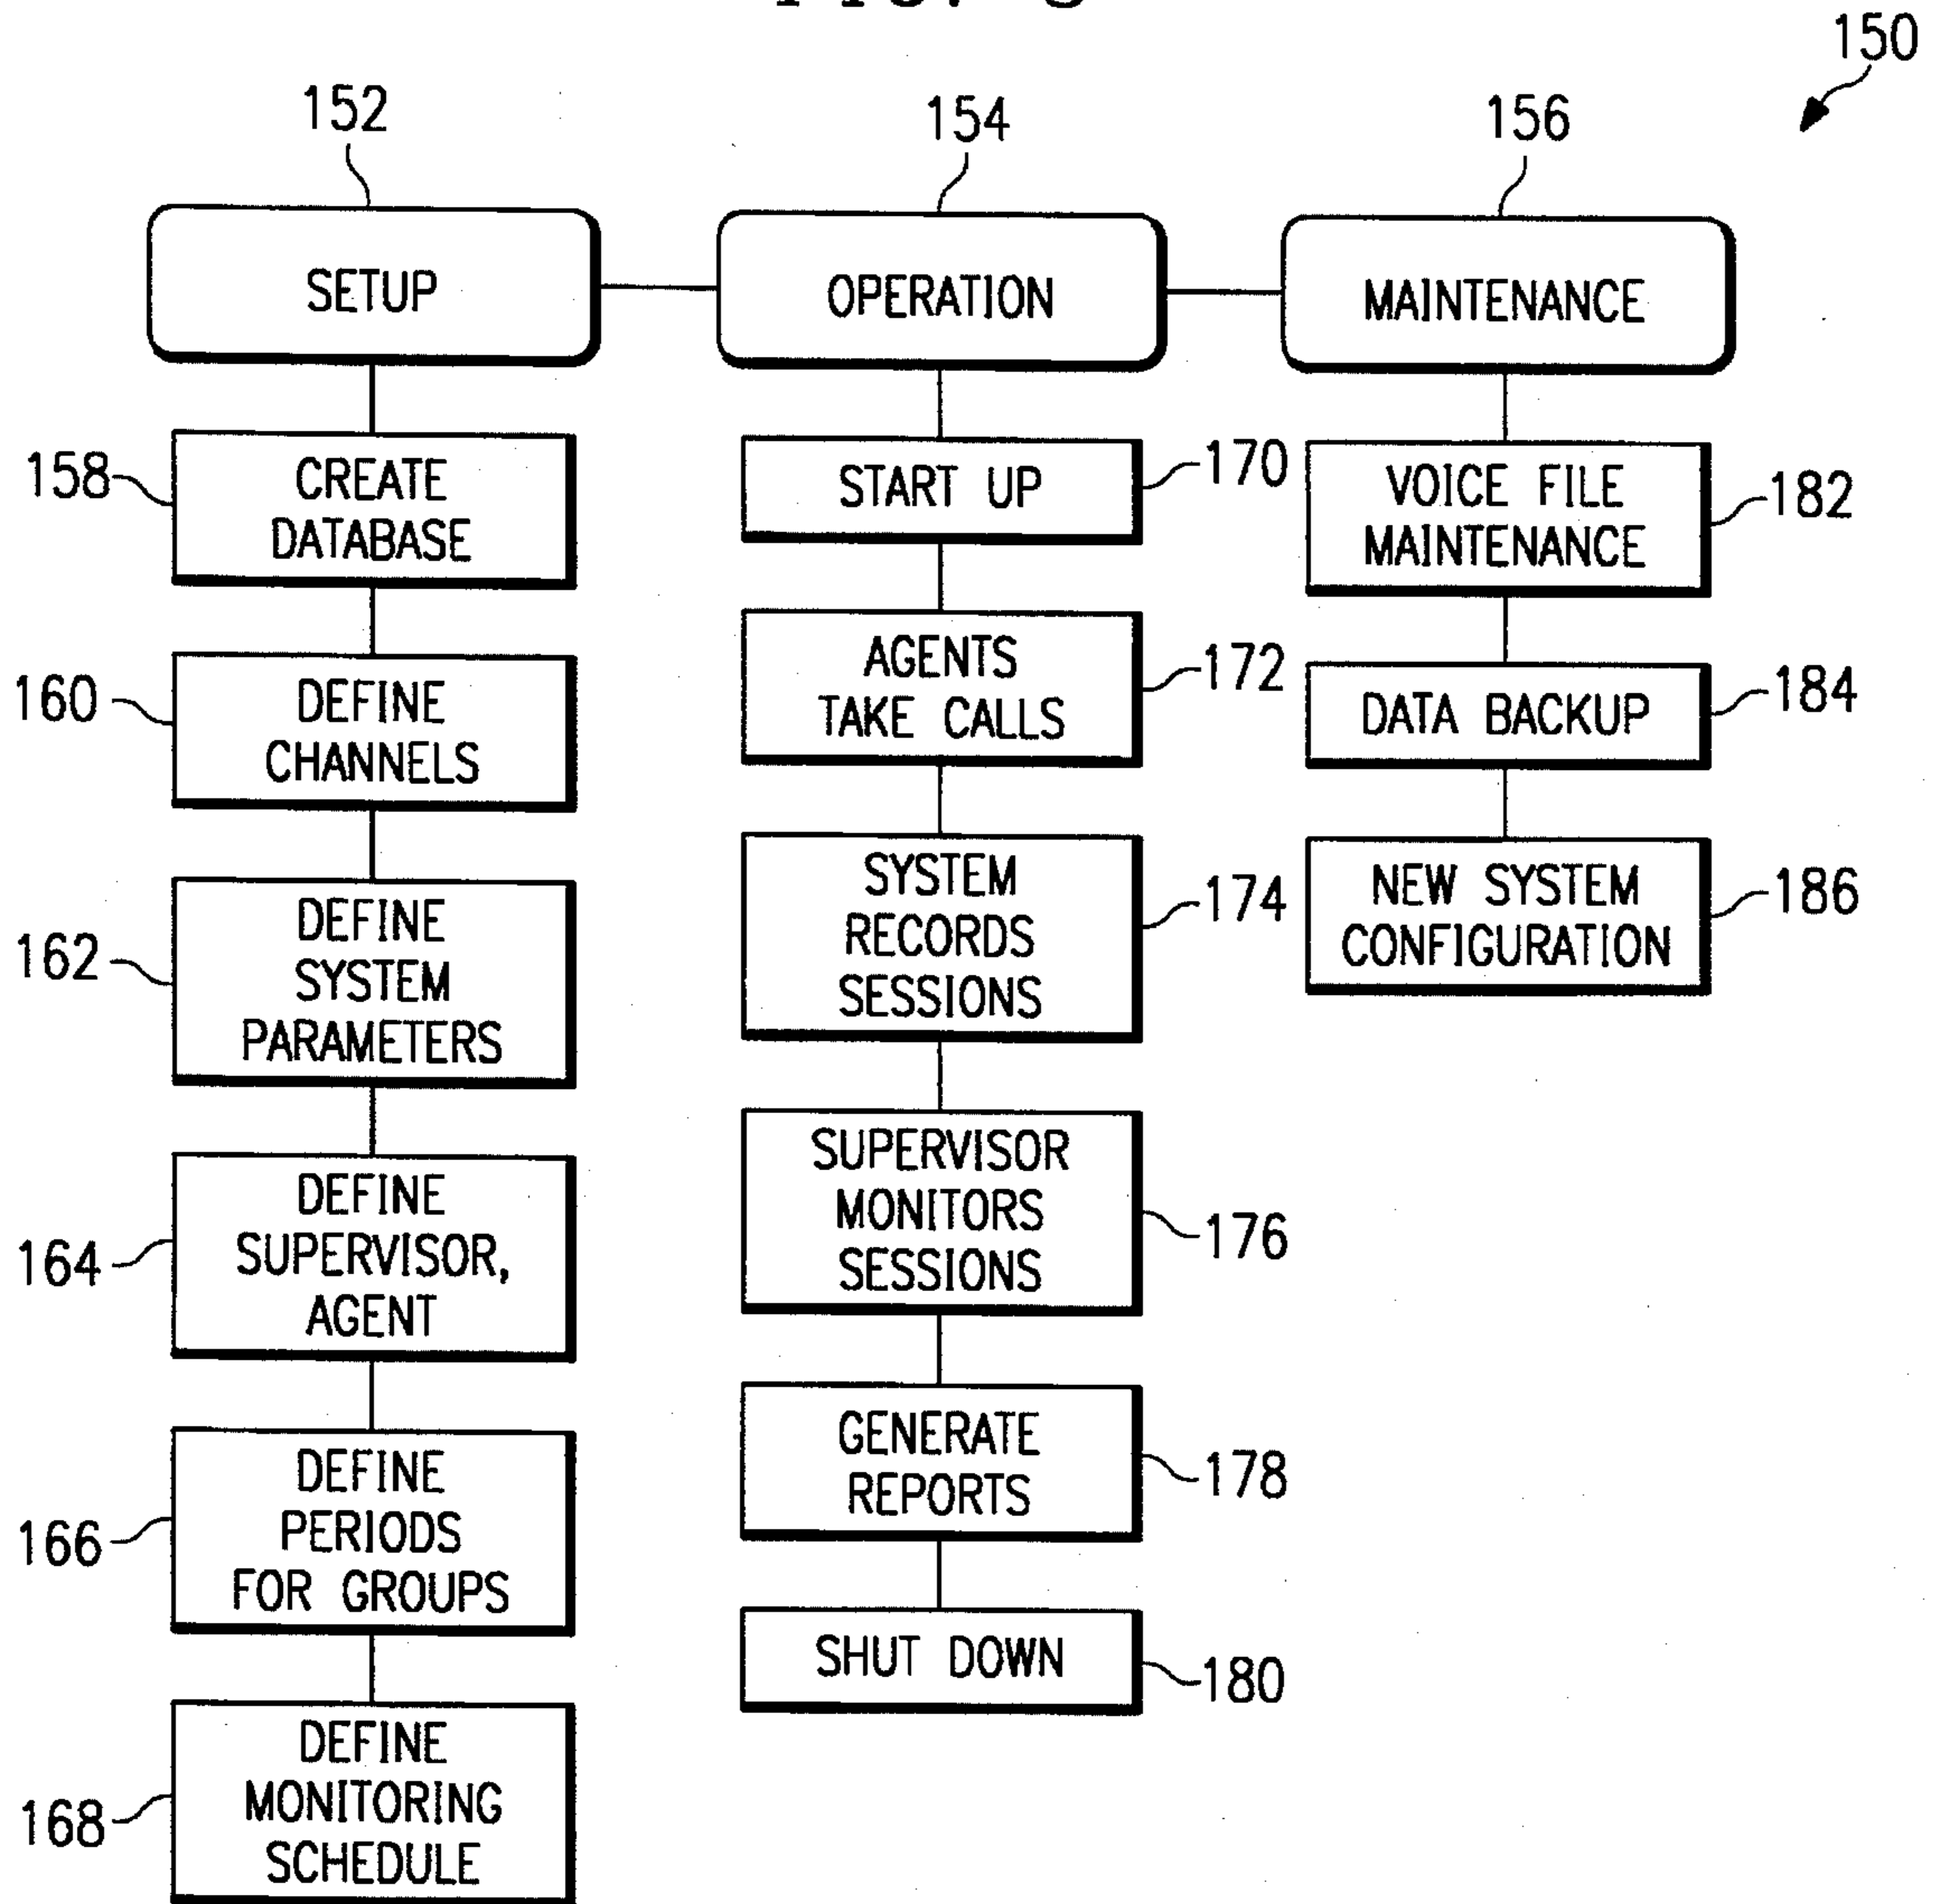 150
152
154
156
SETUP
OPERATION
MAINTENANCE
158
CREATE
DATABASE
160
DEFINE
CHANNELS
162
DEFINE
SYSTEM
PARAMETERS
164
DEFINE
SUPERVISOR,
AGENT
166
DEFINE
PERIODS
FOR GROUPS
168
DEFINE
MONITORING
SCHEDULE
START UP
170
AGENTS
TAKE CALLS
172
SYSTEM
RECORDS
SESSIONS
174
SUPERVISOR
MONITORS
SESSIONS
176
GENERATE
REPORTS
178
SHUT DOWN
180
VOICE FILE
MAINTENANCE
182
DATA BACKUP
184
NEW SYSTEM
CONFIGURATION
186